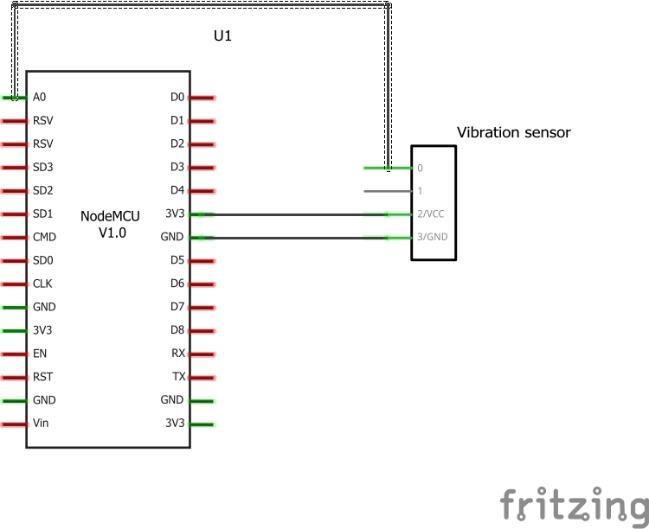 U1
A0 D0
RSV D1
RSV D2
SD3 D3
SD2 D4
SD1 3V3
CMD GND
SD0 D5
CLK D6
GND D7
3V3 D8
EN RX
RST TX
GND GND
Vin 3V3
NodeMCU
V1.0
Vibration sensor
0
1
2/VCC
3/GND
fritzing